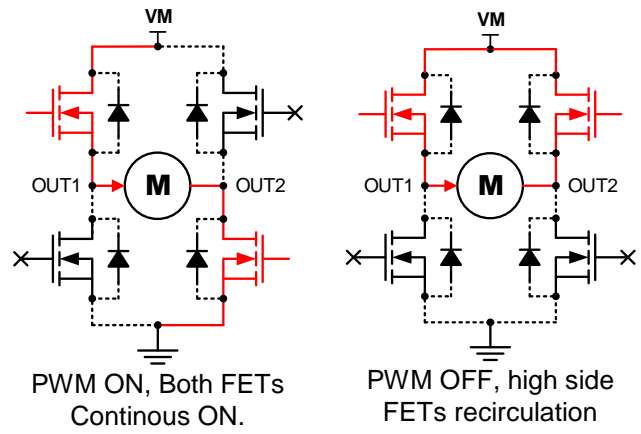 VM
VM
OUT1
M
OUT2
OUT1
M
OUT2
PWM ON, Both FETs
Continous ON.
PWM OFF, high side
FETs recirculation